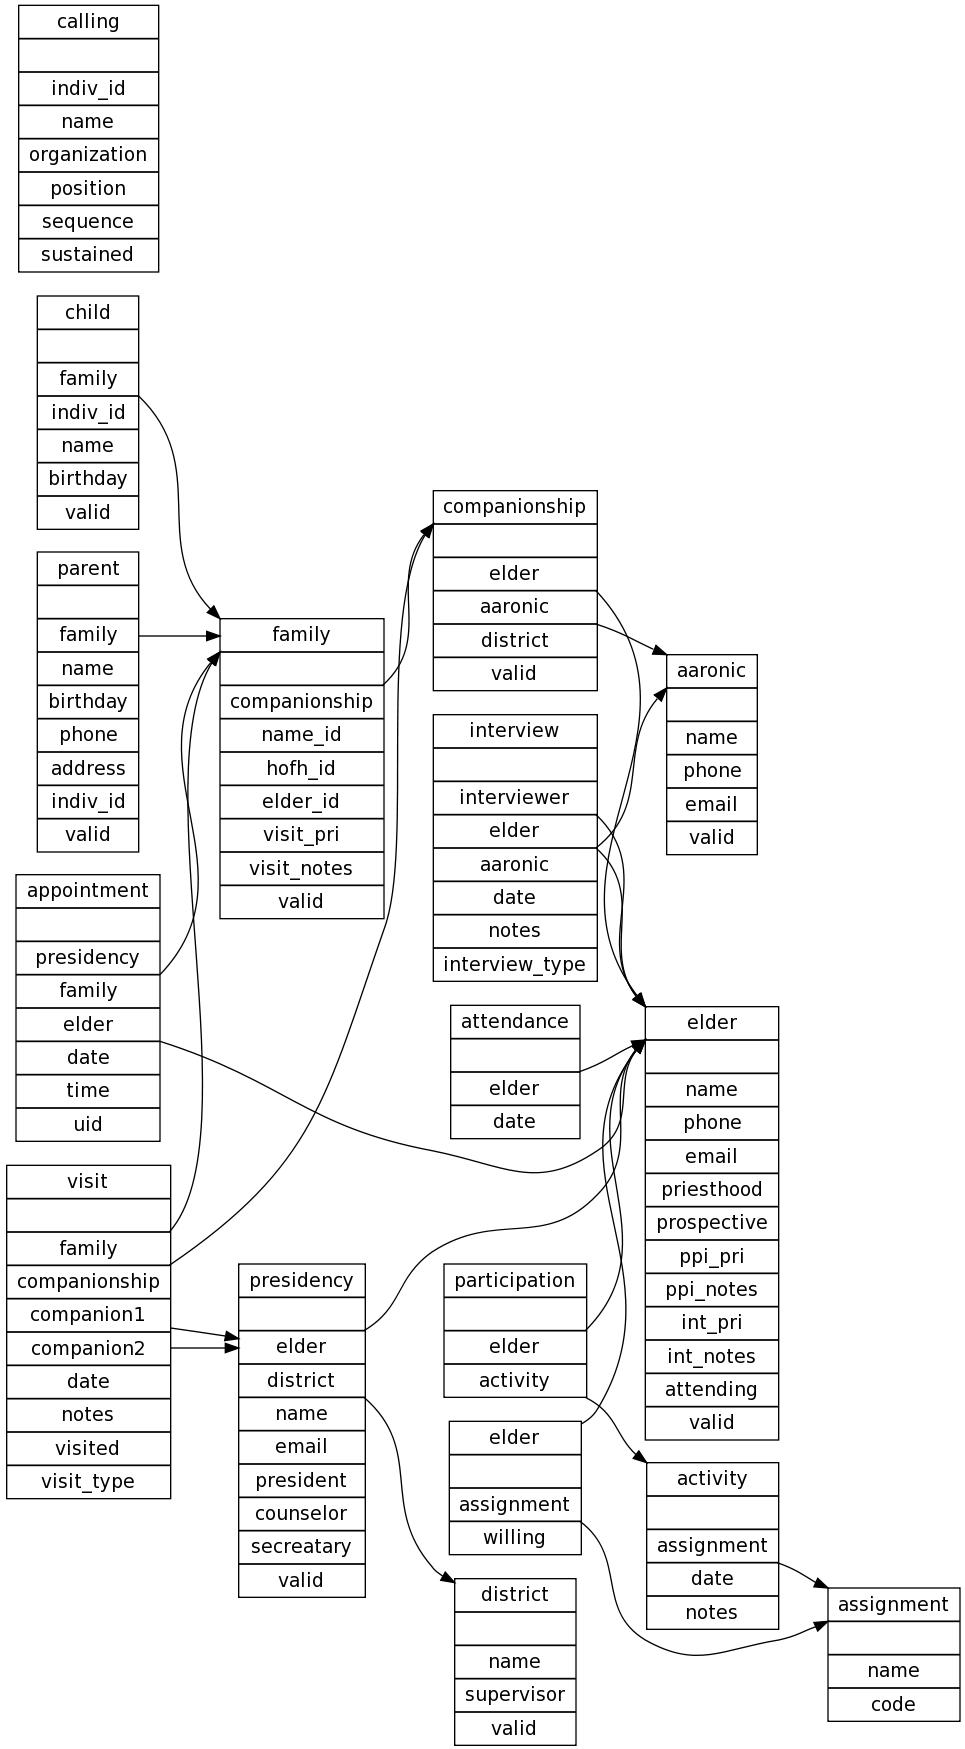 calling
indiv_id
name
organization
position
sequence
sustained
child
family
indiv_id
name
birthday
valid
parent
family
name
birthday
phone
address
indiv_id
valid
appointment
presidency
family
elder
date
time
uid
visit
family
companionship
companion1
companion2
date
notes
visited
visit_type
family
companionship
name_id
hofh_id
elder_id
visit_pri
visit_notes
valid
presidency
elder
district
name
email
president
counselor
secreatary
valid
companionship
elder
aaronic
district
valid
interview
interviewer
elder
aaronic
date
notes
interview_type
attendance
elder
date
participation
elder
activity
elder
assignment
willing
district
name
supervisor
valid
aaronic
name
phone
email
valid
elder
name
phone
email
priesthood
prospective
ppi_pri
ppi_notes
int_pri
int_notes
attending
valid
activity
assignment
date
notes
assignment
name
code